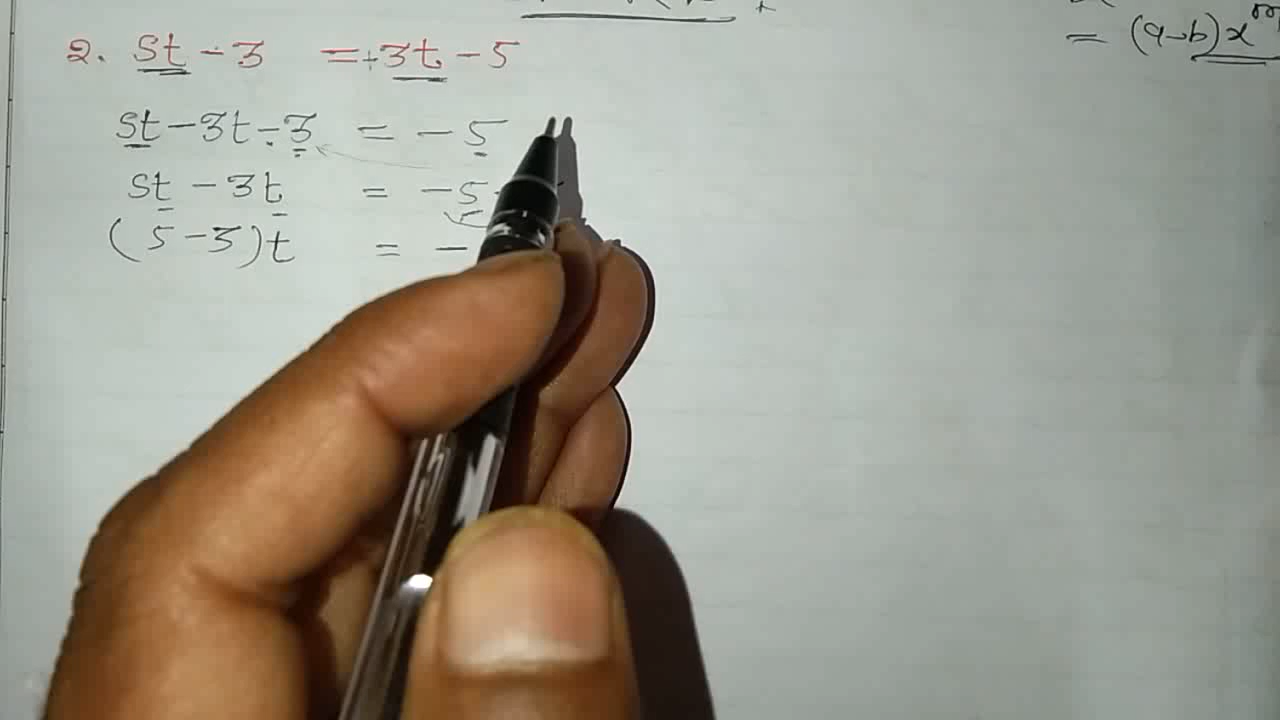 2. 5t - 3 = +3t - 5
= (a-b)x
5t - 3t - 3 = - 5
5t - 3t = - 5
(5 - 3)t = -